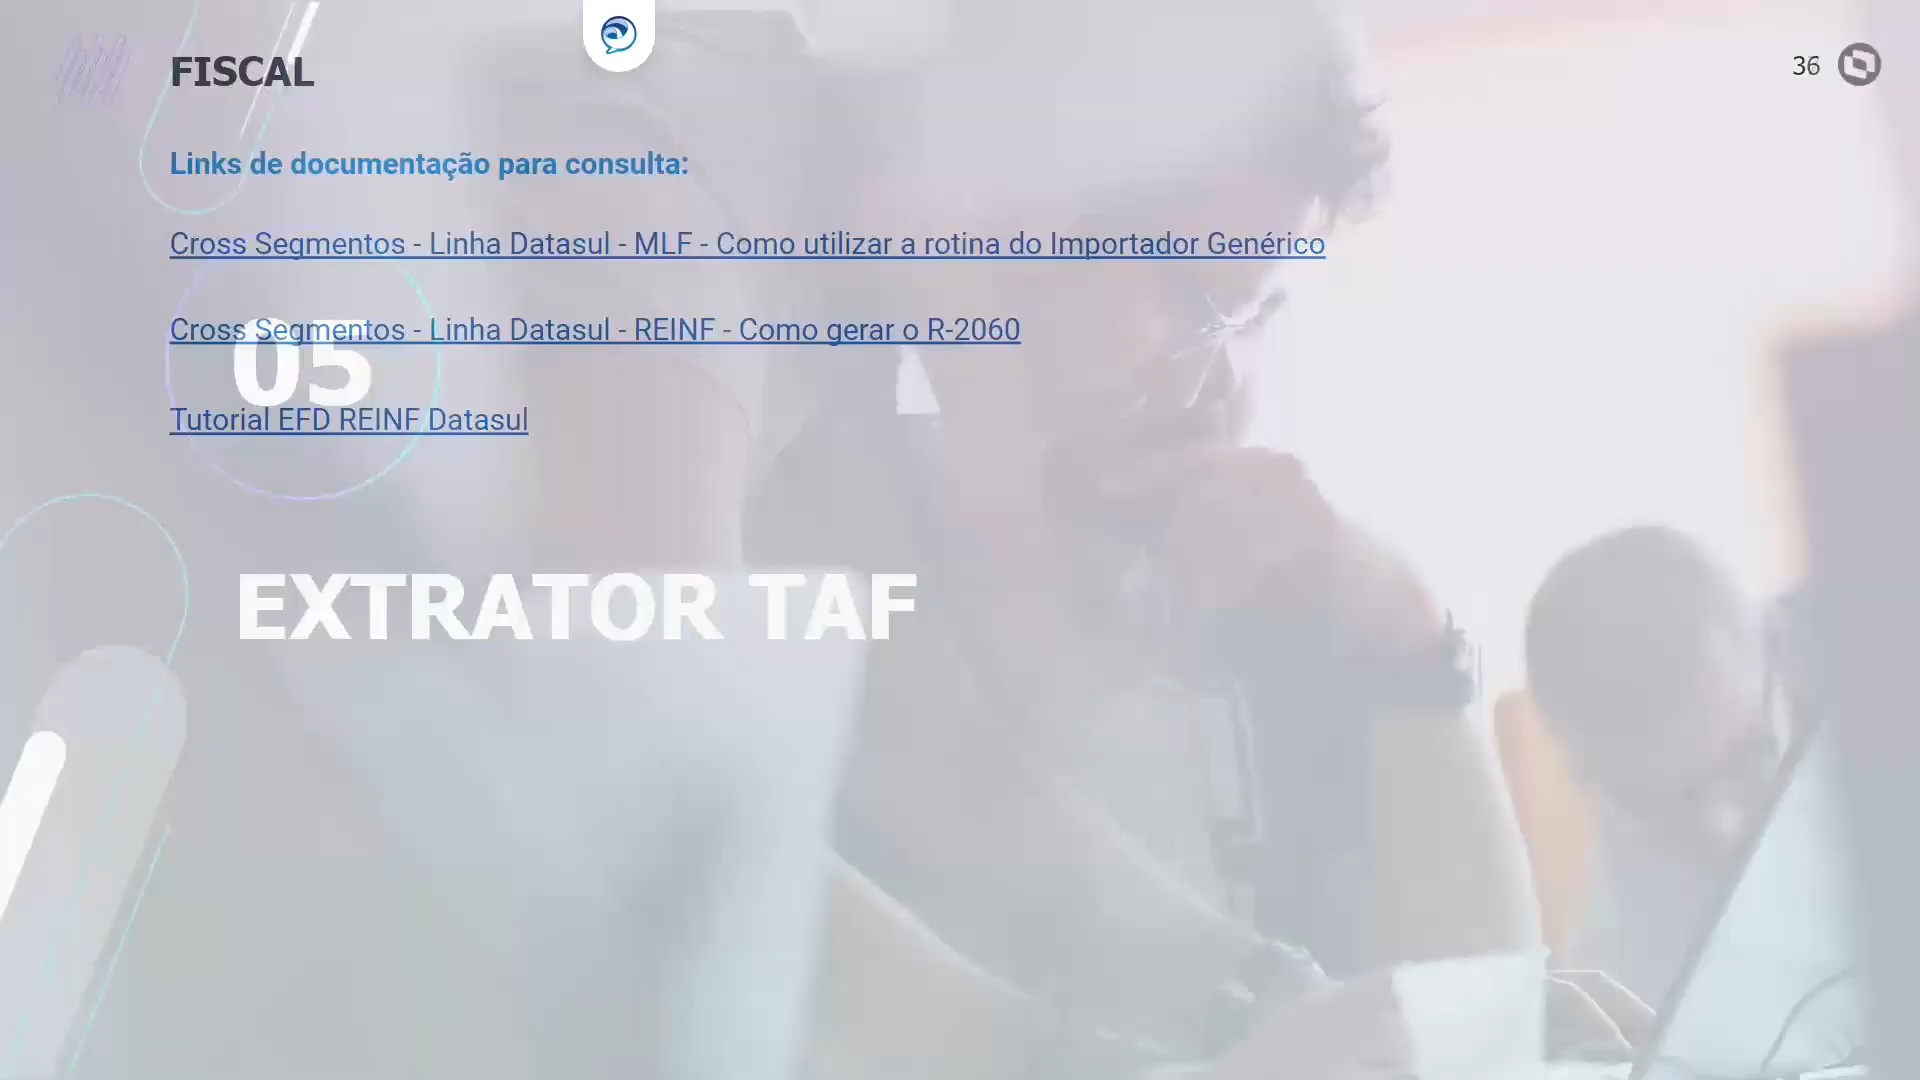 FISCAL
36
Links de documentação para consulta:
Cross Segmentos - Linha Datasul - MLF - Como utilizar a rotina do Importador Genérico
Cross Segmentos - Linha Datasul - REINF - Como gerar o R-2060
05
Tutorial EFD REINF Datasul
EXTRATOR TAF